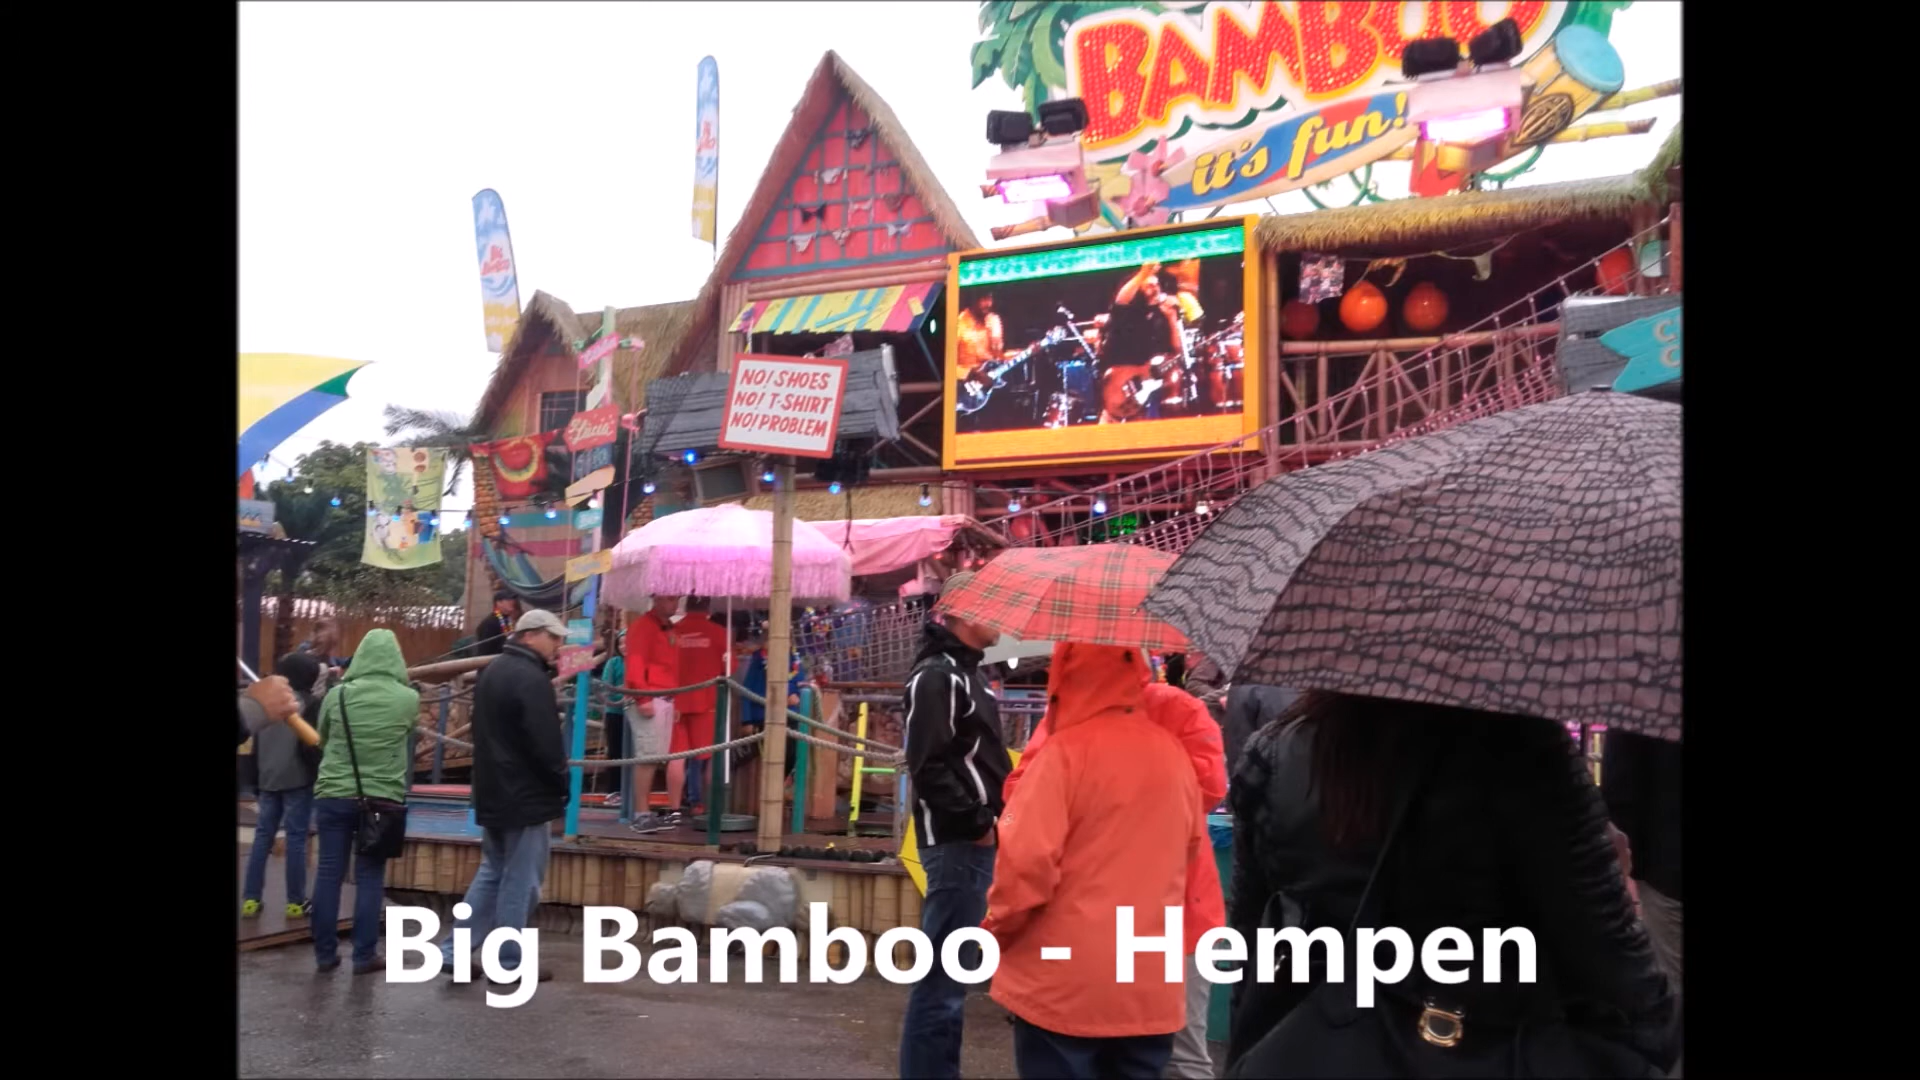 BAMBOO
it's fun!
NO! SHOES
NO! T-SHIRT
NO! PROBLEM
Big Bamboo - Hempen